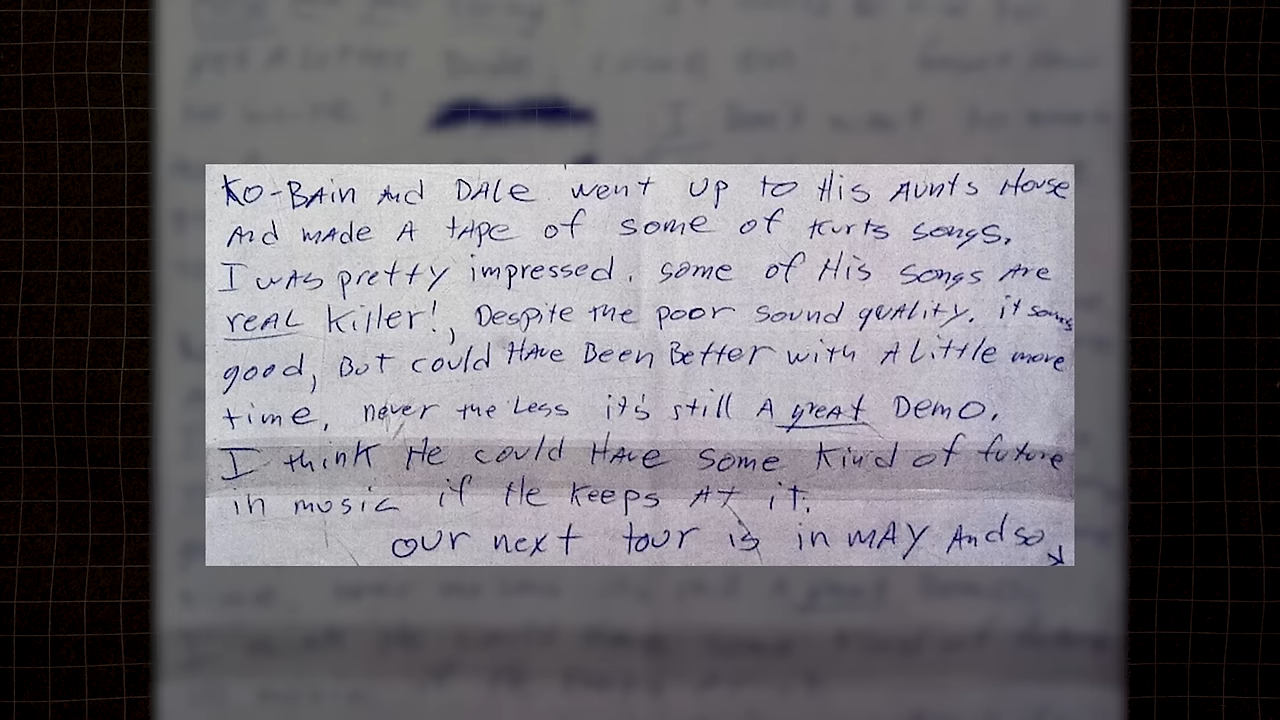 KO-BAIN And DALE went up to His AUNTS House
And MADE A tAPE of some of Kurts songs.
I WAS pretty impressed. some of His songs Are
reAL Killer!, Despite the poor sound quALity. it
good, But could HAVE Been Better with A Little more
time. never the Less it's still A great Demo.
I think He could HAVE some Kind of future
in music if He Keeps At it.
our next tour is in MAY And so